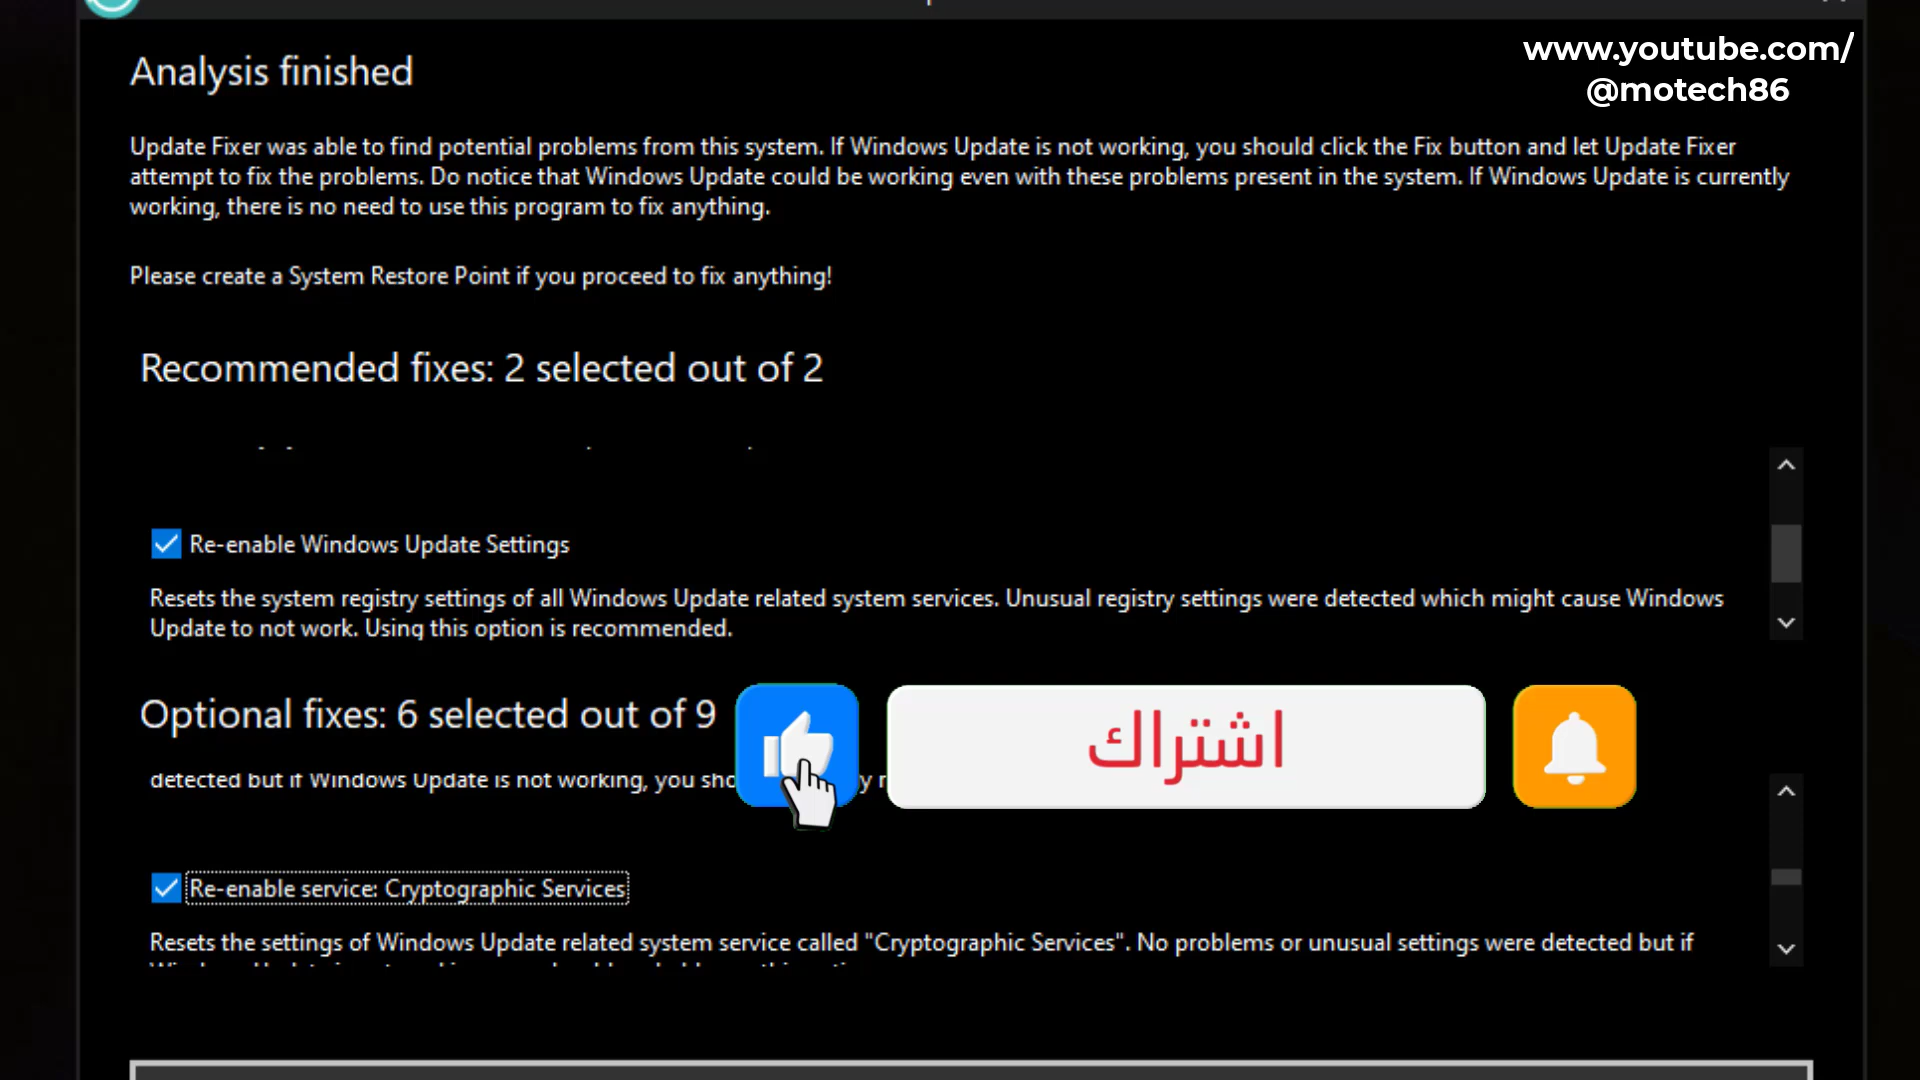 www.youtube.com/
@motech86
Analysis finished
Update Fixer was able to find potential problems from this system. If Windows Update is not working, you should click the Fix button and let Update Fixer
attempt to fix the problems. Do notice that Windows Update could be working even with these problems present in the system. If Windows Update is currently
working, there is no need to use this program to fix anything.
Please create a System Restore Point if you proceed to fix anything!
Recommended fixes: 2 selected out of 2
Re-enable Windows Update Settings
Resets the system registry settings of all Windows Update related system services. Unusual registry settings were detected which might cause Windows
Update to not work. Using this option is recommended.
Optional fixes: 6 selected out of 9
اشتراك
detected but if Windows Update is not working, you
Re-enable service: Cryptographic Services
Resets the settings of Windows Update related system service called "Cryptographic Services". No problems or unusual settings were detected but if